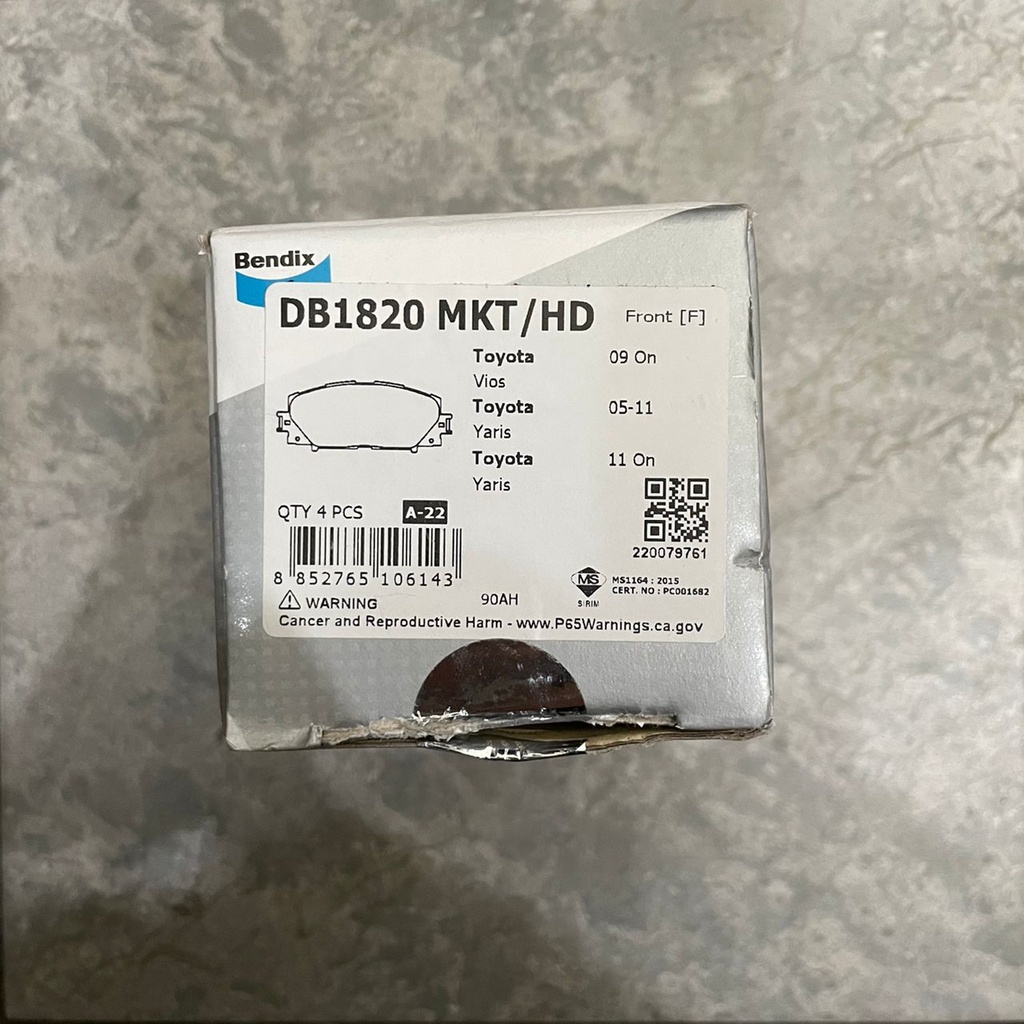 Bendix
DB1820 MKT/HD Front [F]
Toyota 09 On
Vios
Toyota 05-11
Yaris
Toyota 11 On
Yaris
QTY 4 PCS A-22
220079761
8 852765 106143
MS
SIRIM
MS1164 : 2015
CERT. NO : PC001682
WARNING 90AH
Cancer and Reproductive Harm - www.P65Warnings.ca.gov